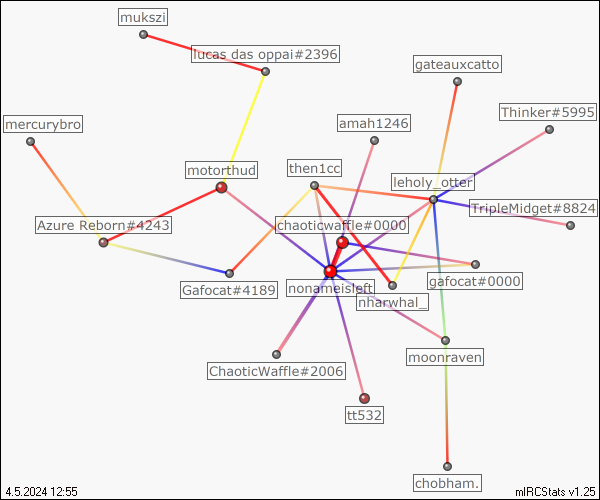 mukszi
lucas das oppai#2396
gateauxcatto
Thinker#5995
mercurybro
amah1246
motorthud
then1cc
leholy_otter
TripleMidget#8824
Azure Reborn#4243
chaoticwaffle#0000
Gafocat#4189
nonameisleft
gafocat#0000
nharwhal_
moonraven
ChaoticWaffle#2006
tt532
chobham.
4.5.2024 12:55
mIRCStats v1.25